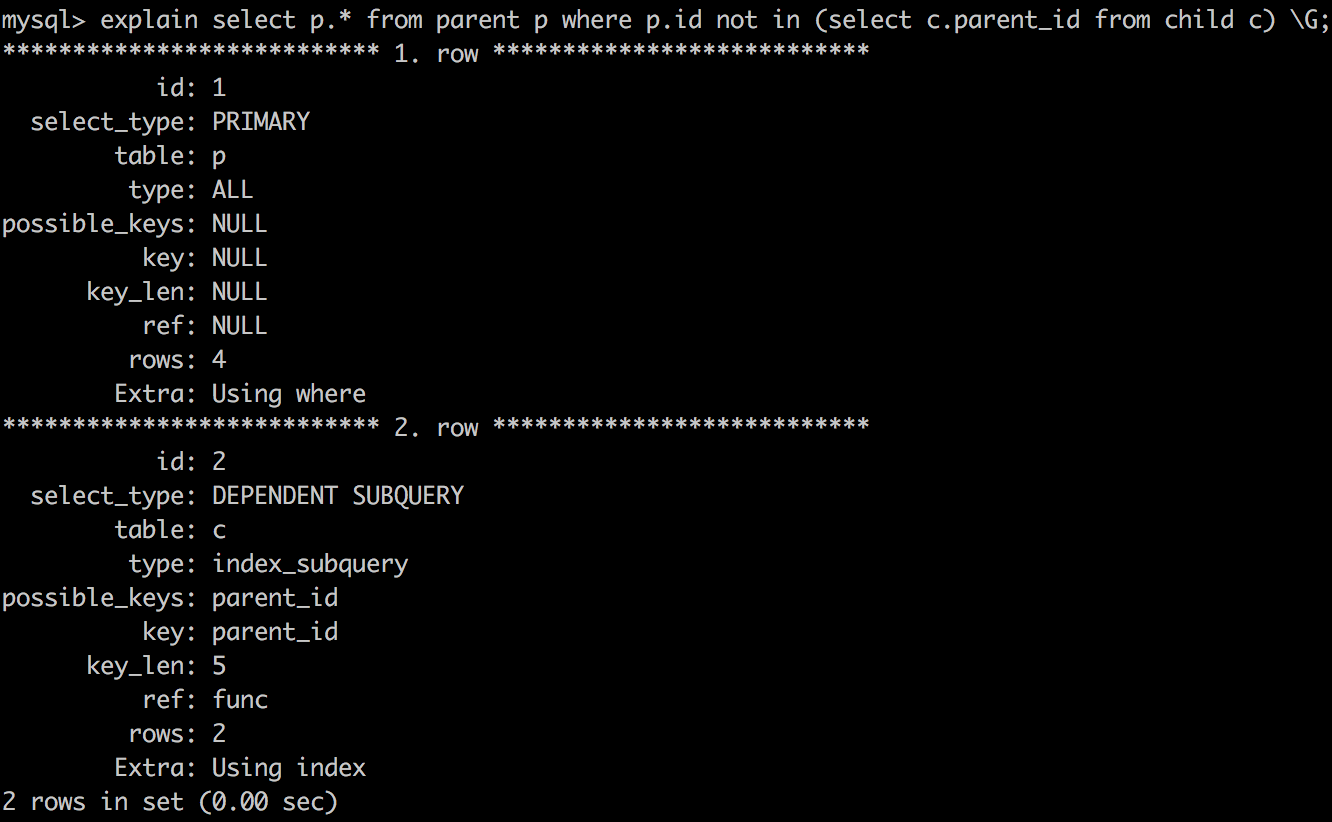 mysql> explain select p.* from parent p where p.id not in (select c.parent_id from child c) \G;
*************************** 1. row ***************************
           id: 1
  select_type: PRIMARY
        table: p
         type: ALL
possible_keys: NULL
          key: NULL
      key_len: NULL
          ref: NULL
         rows: 4
        Extra: Using where
*************************** 2. row ***************************
           id: 2
  select_type: DEPENDENT SUBQUERY
        table: c
         type: index_subquery
possible_keys: parent_id
          key: parent_id
      key_len: 5
          ref: func
         rows: 2
        Extra: Using index
2 rows in set (0.00 sec)